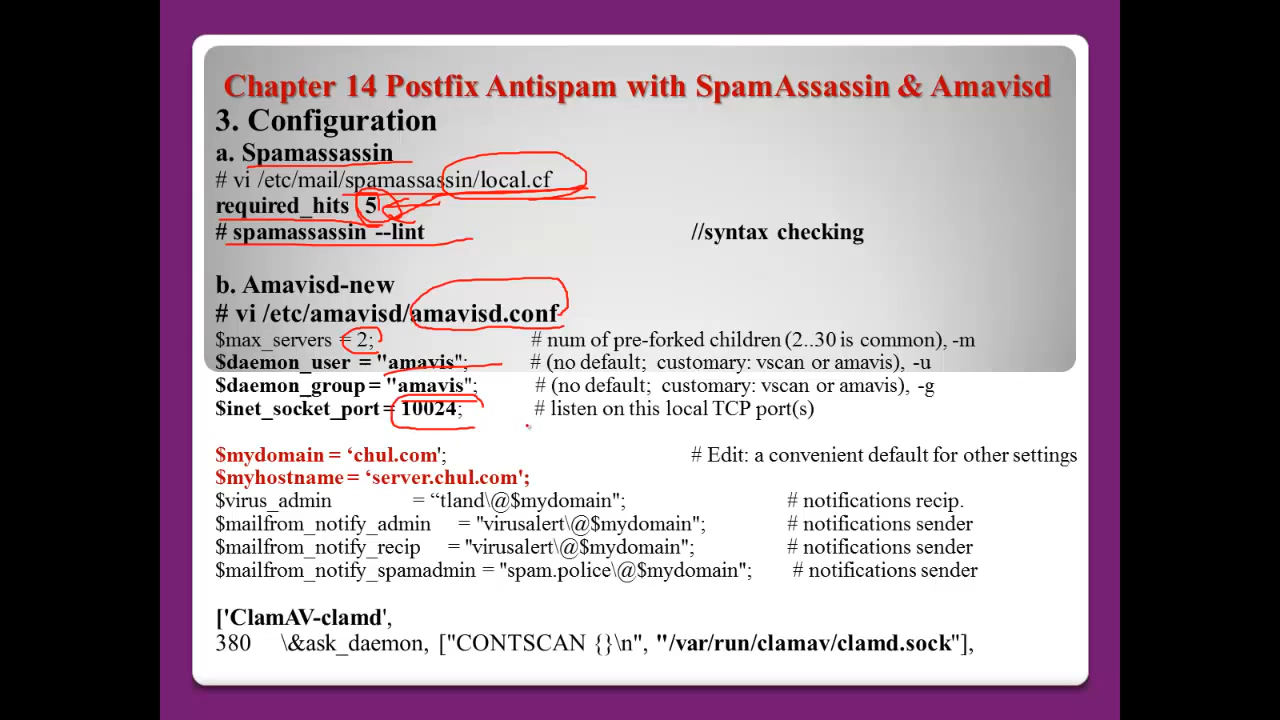 Chapter 14 Postfix Antispam with SpamAssassin & Amavisd
3. Configuration
a. Spamassassin
# vi /etc/mail/spamassassin/local.cf
required_hits 5
# spamassassin --lint //syntax checking
b. Amavisd-new
# vi /etc/amavisd/amavisd.conf
$max_servers = 2; # num of pre-forked children (2..30 is common), -m
$daemon_user = "amavis"; # (no default; customary: vscan or amavis), -u
$daemon_group = "amavis"; # (no default; customary: vscan or amavis), -g
$inet_socket_port = 10024; # listen on this local TCP port(s)
$mydomain = ‘chul.com'; # Edit: a convenient default for other settings
$myhostname = ‘server.chul.com';
$virus_admin = “tland\@$mydomain"; # notifications recip.
$mailfrom_notify_admin = "virusalert\@$mydomain"; # notifications sender
$mailfrom_notify_recip = "virusalert\@$mydomain"; # notifications sender
$mailfrom_notify_spamadmin = "spam.police\@$mydomain"; # notifications sender
['ClamAV-clamd',
380 \&ask_daemon, ["CONTSCAN {}\n", "/var/run/clamav/clamd.sock"],